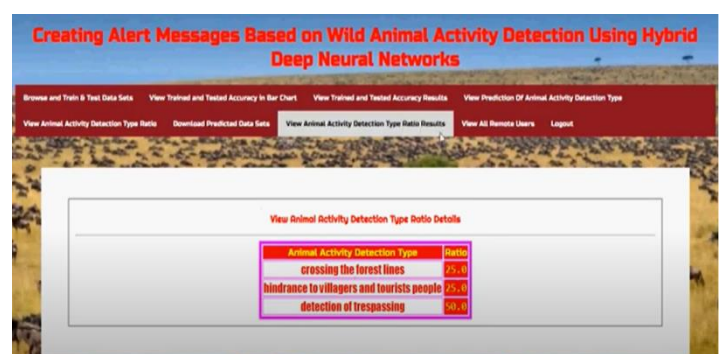 Creating Alert Messages Based on Wild Animal Activity Detection Using Hybrid
Deep Neural Networks
Browse and Train & Test Data Sets View Trained and Tested Accuracy in Bar Chart View Trained and Tested Accuracy Results View Prediction Of Animal Activity Detection Type
View Animal Activity Detection Type Ratio Download Predicted Data Sets View Animal Activity Detection Type Ratio Results View All Remote Users Logout
View Animal Activity Detection Type Ratio Details
Animal Activity Detection Type Ratio
crossing the forest lines 25.0
hindrance to villagers and tourists people 25.0
detection of trespassing 50.0